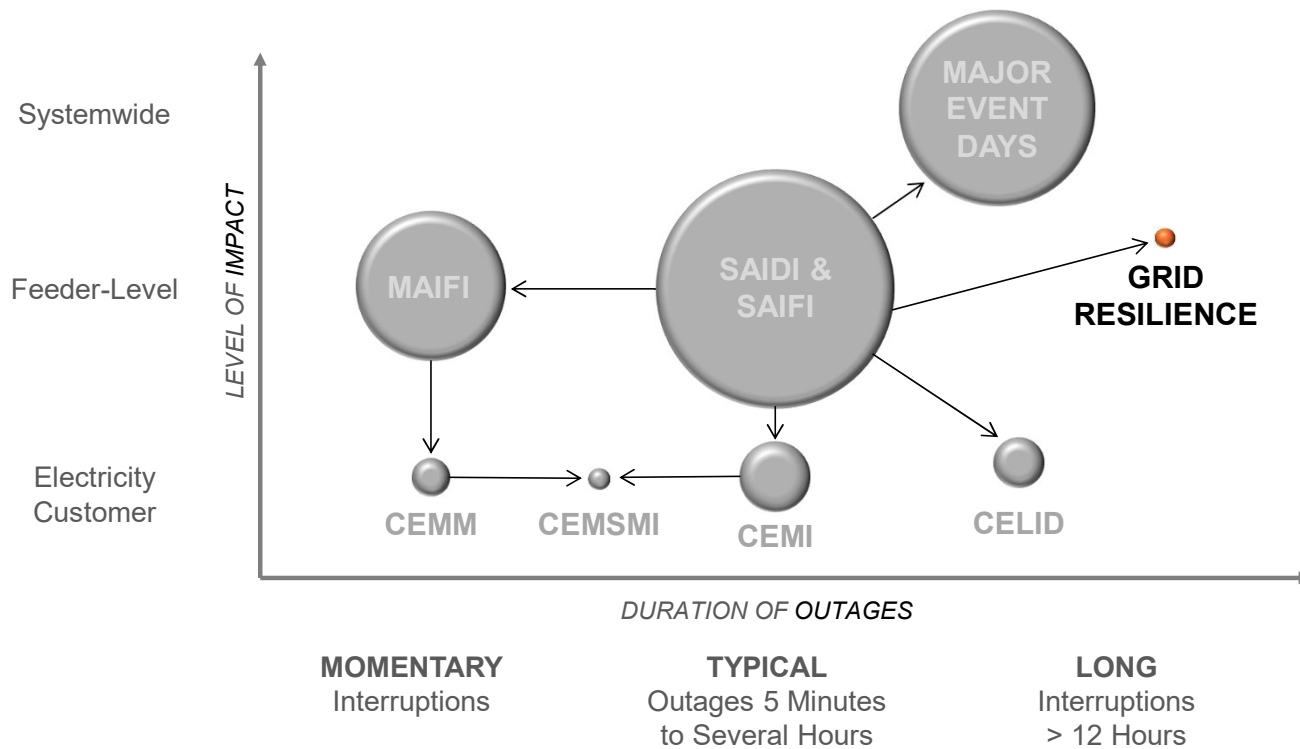 Systemwide
Feeder-Level
Electricity
Customer
LEVEL OF IMPACT
MAJOR
EVENT
DAYS
MAIFI
SAIDI &
SAIFI
GRID
RESILIENCE
CEMM
CEMSMI
CEMI
CELID
DURATION OF OUTAGES
MOMENTARY
Interruptions
TYPICAL
Outages 5 Minutes
to Several Hours
LONG
Interruptions
> 12 Hours